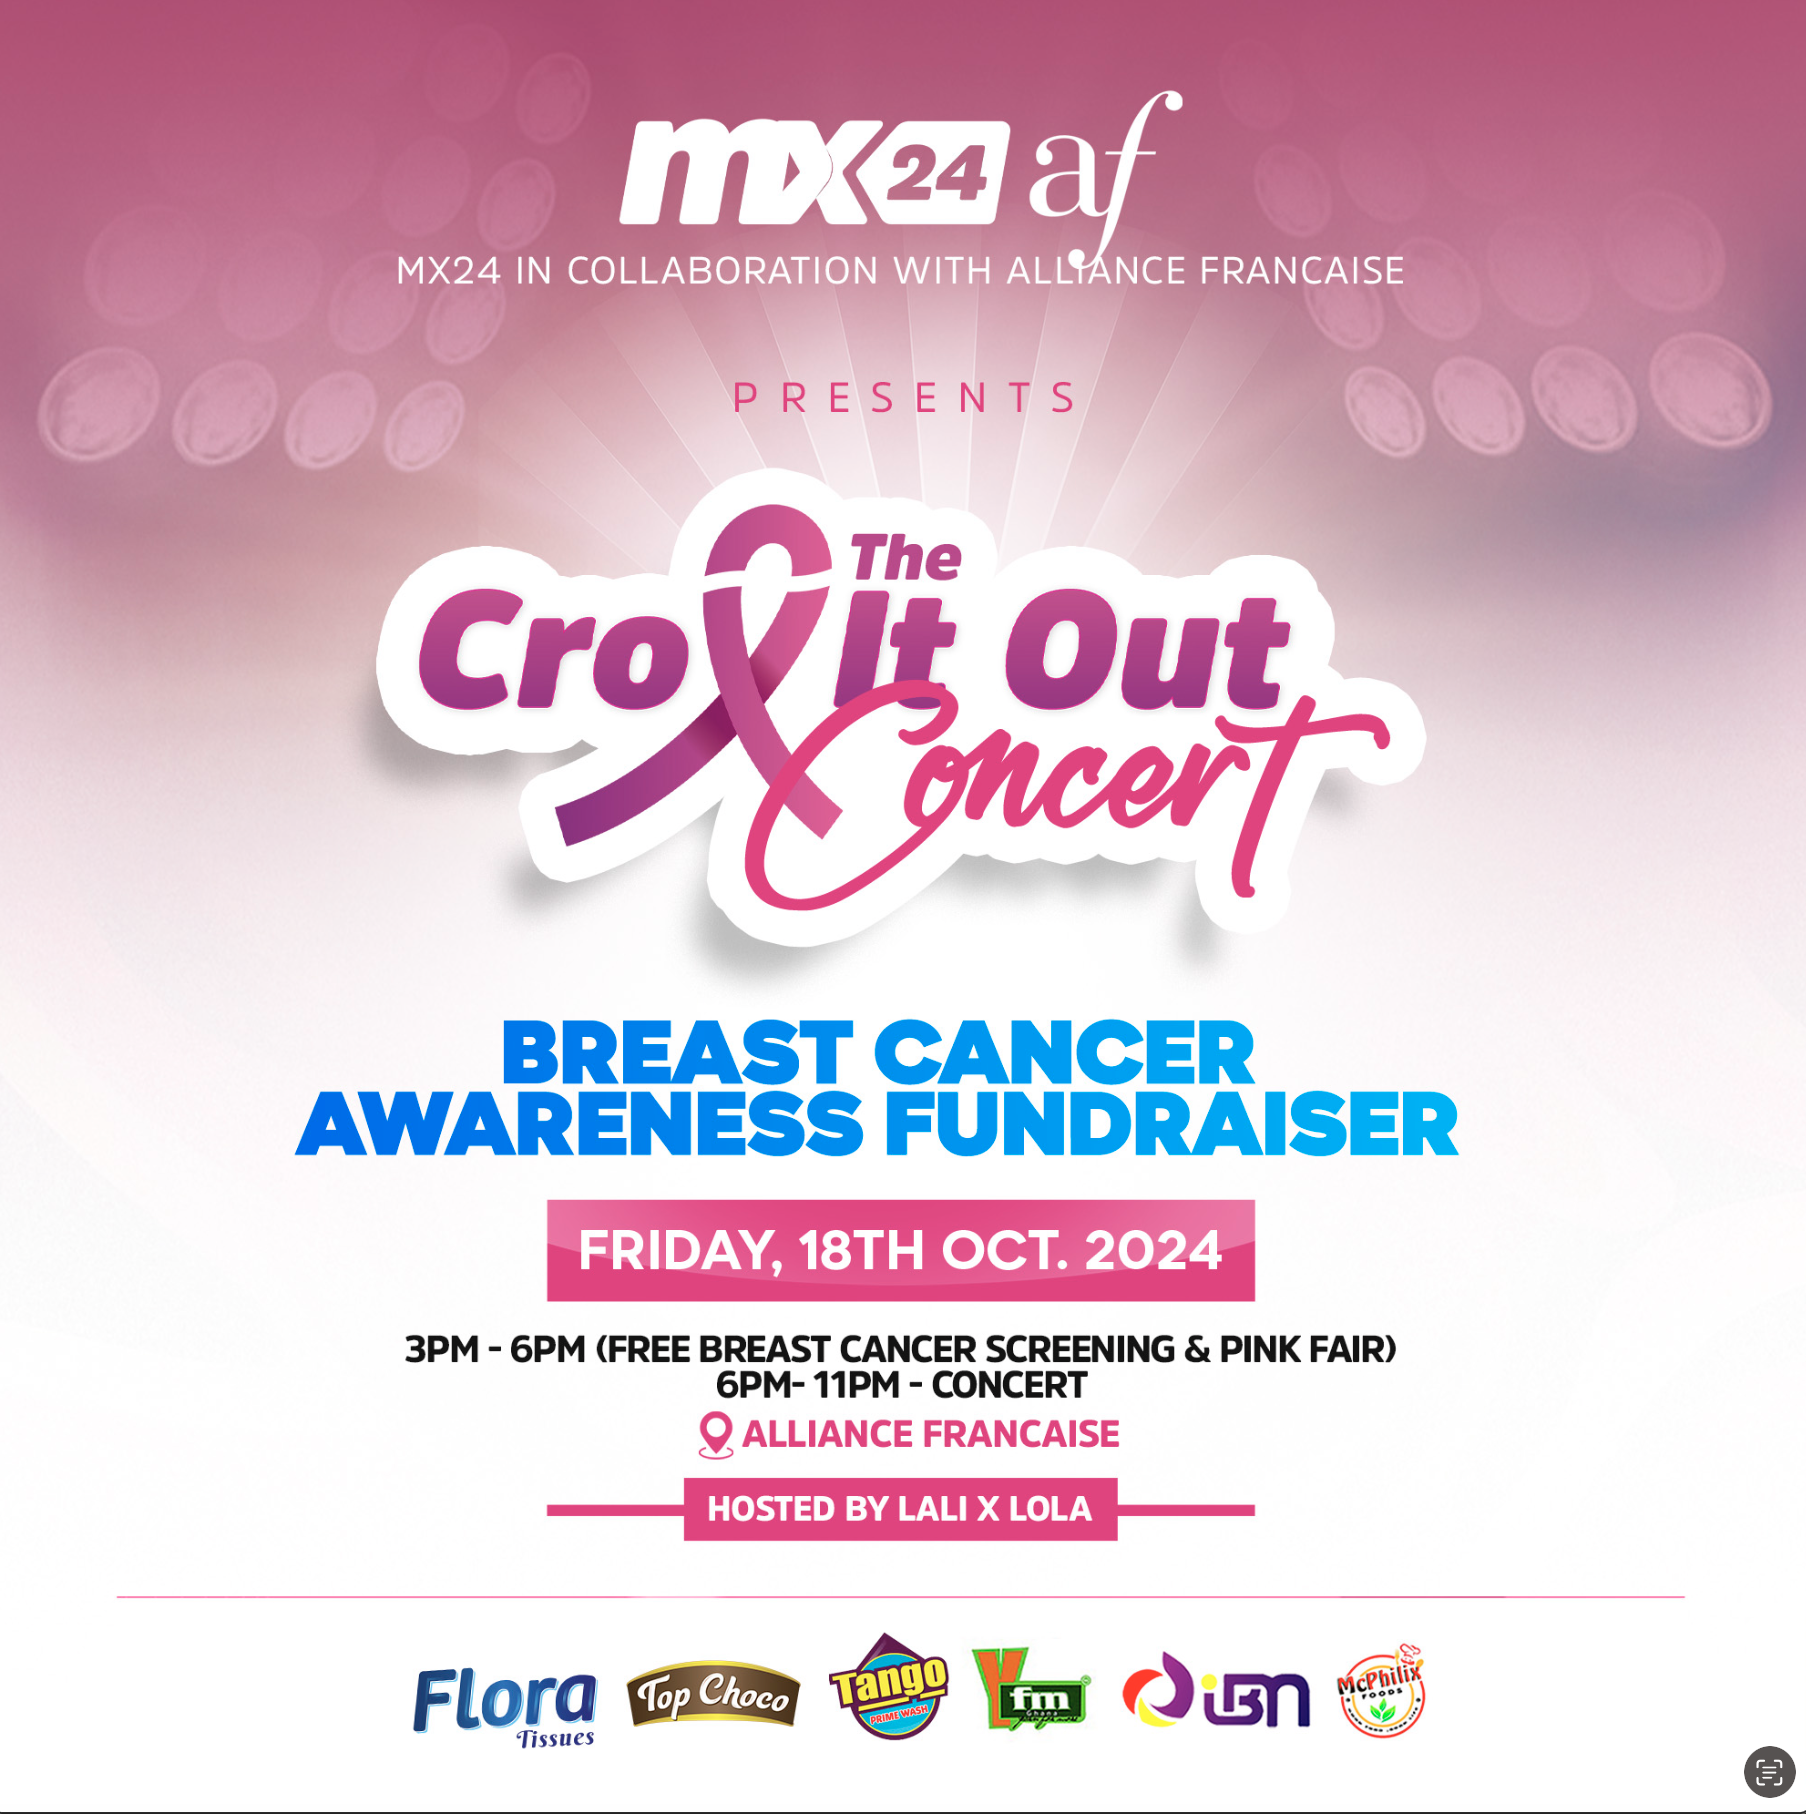 mx24 af
MX24 IN COLLABORATION WITH ALLIANCE FRANCAISE
PRESENTS
The
Cro It Out
Concert
BREAST CANCER
AWARENESS FUNDRAISER
FRIDAY, 18TH OCT. 2024
3PM - 6PM (FREE BREAST CANCER SCREENING & PINK FAIR)
6PM- 11PM - CONCERT
ALLIANCE FRANCAISE
HOSTED BY LALI X LOLA
Flora
Tissues
Top Choco
Tango
PRIME WASH
Y
fm
Ghana
iBN
McPhilix
FOODS